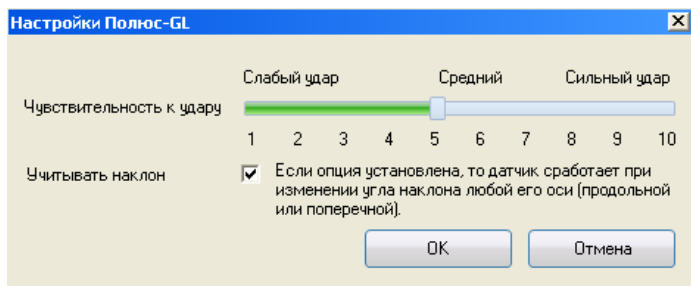 Настройки Полюс-GL
Слабый удар Средний Сильный удар
Чувствительность к удару
1 2 3 4 5 6 7 8 9 10
Учитывать наклон
Если опция установлена, то датчик сработает при
изменении угла наклона любой его оси (продольной
или поперечной).
OK Отмена